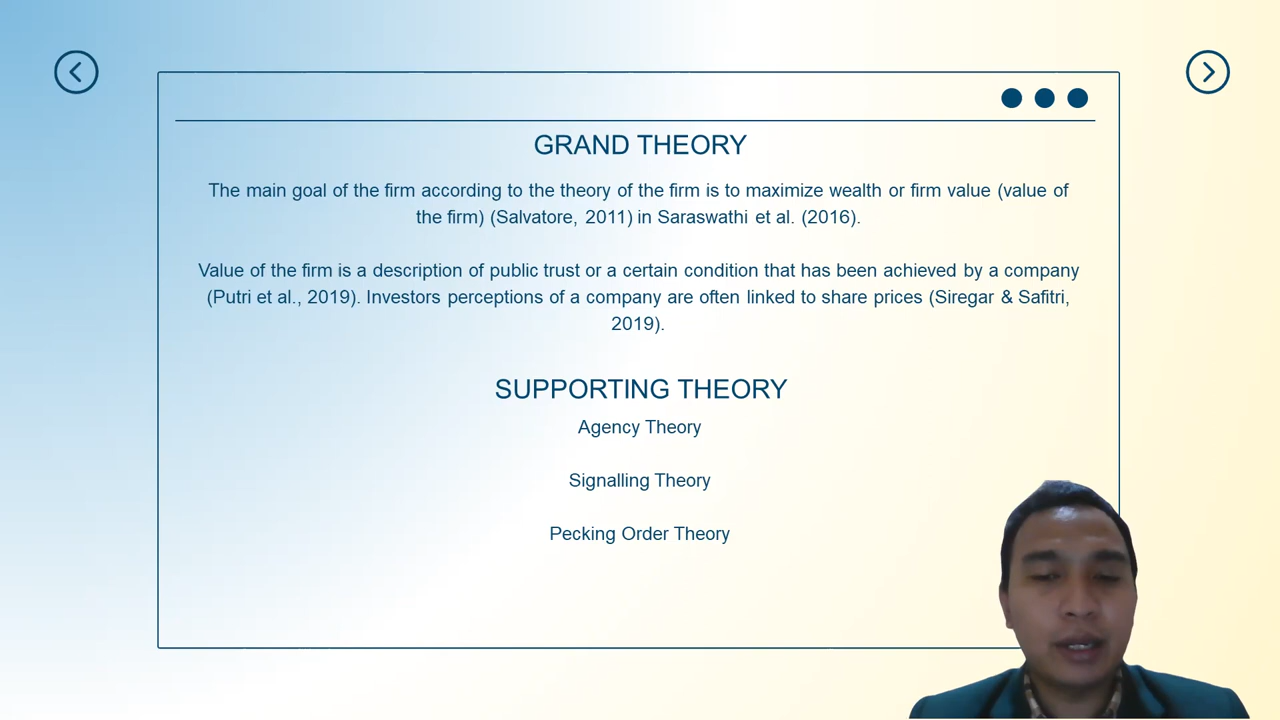 GRAND THEORY
The main goal of the firm according to the theory of the firm is to maximize wealth or firm value (value of
the firm) (Salvatore, 2011) in Saraswathi et al. (2016).
Value of the firm is a description of public trust or a certain condition that has been achieved by a company
(Putri et al., 2019). Investors perceptions of a company are often linked to share prices (Siregar & Safitri,
2019).
SUPPORTING THEORY
Agency Theory
Signalling Theory
Pecking Order Theory